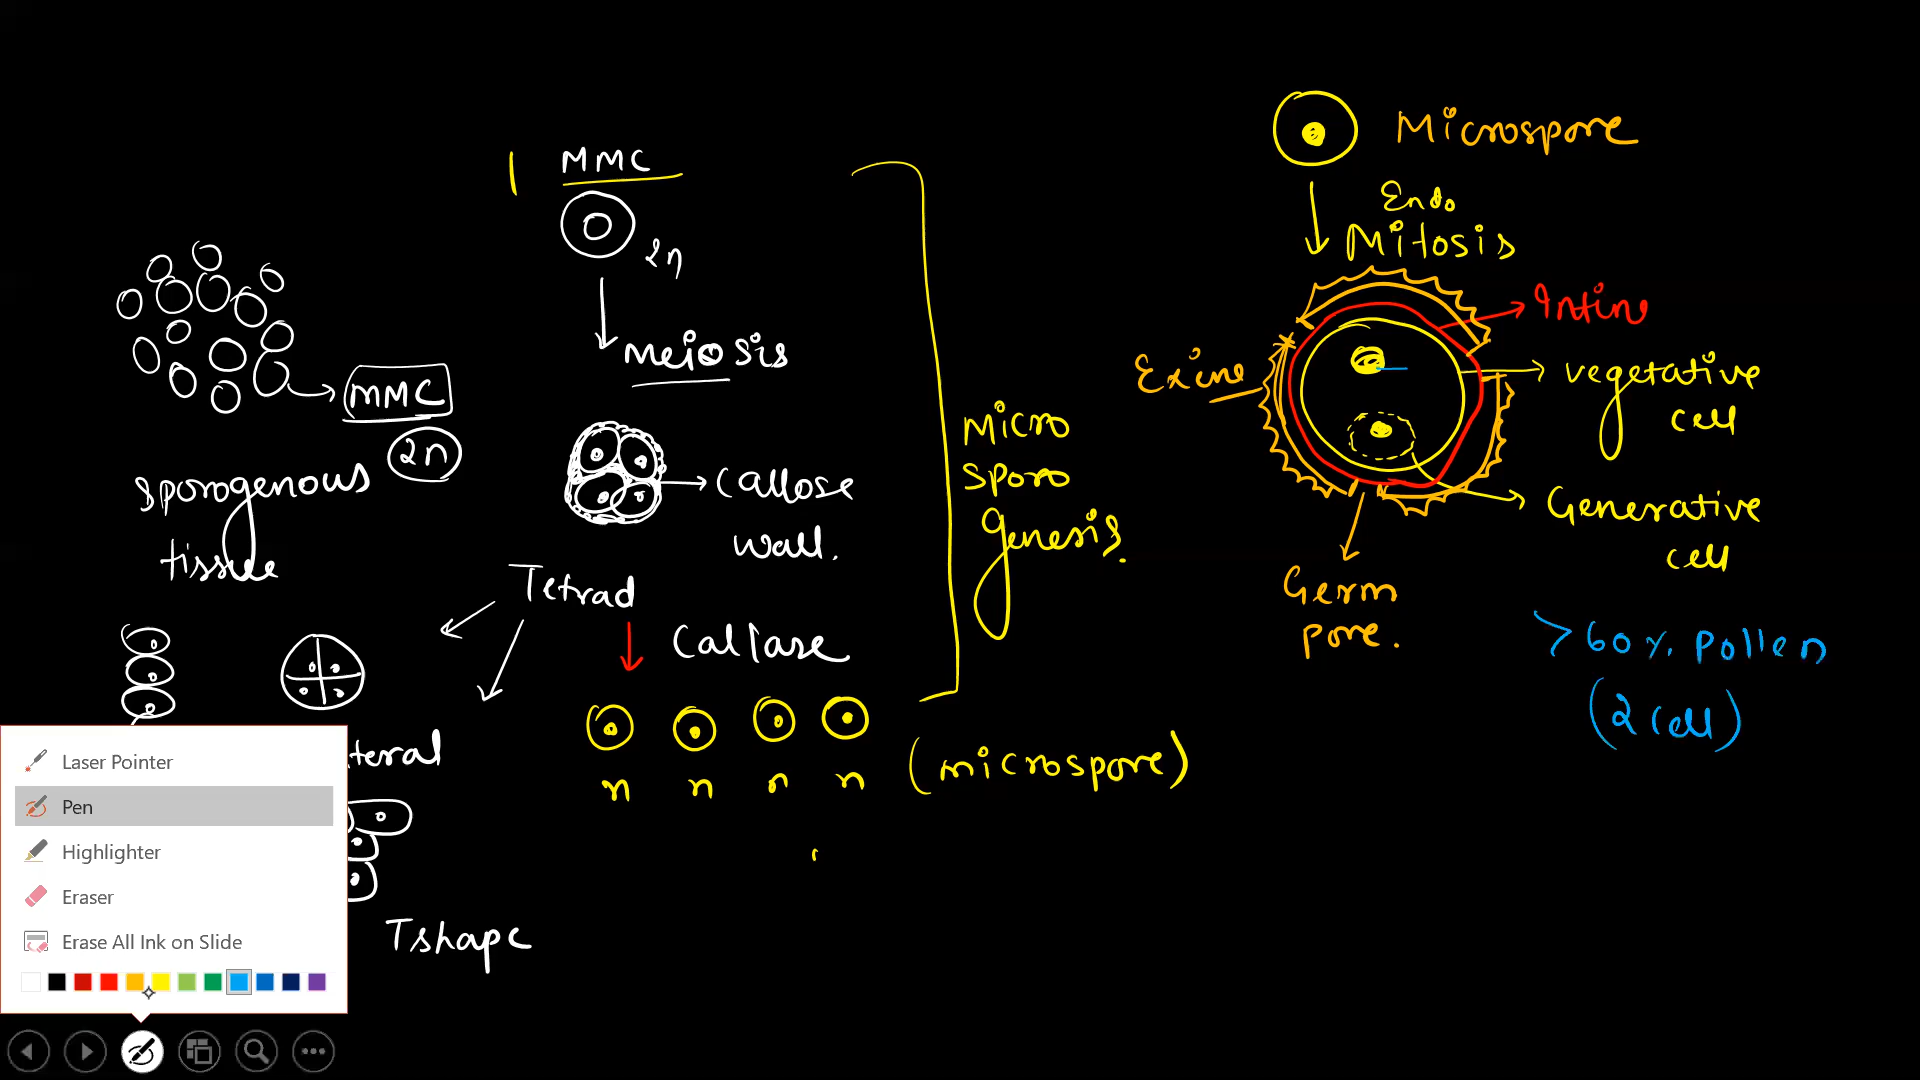 MMC
2n
meiosis
MMC
2n
sporogenous
tissue
callose
wall.
Tetrad
Callase
n n n n
(microspore)
Micro
sporo
genesis.
Tshape
Microspore
Endo
Mitosis
Intine
Exine
vegetative
cell
Generative
cell
Germ
pore.
>60%. pollen
(2 cell)
Laser Pointer
Pen
Highlighter
Eraser
Erase All Ink on Slide